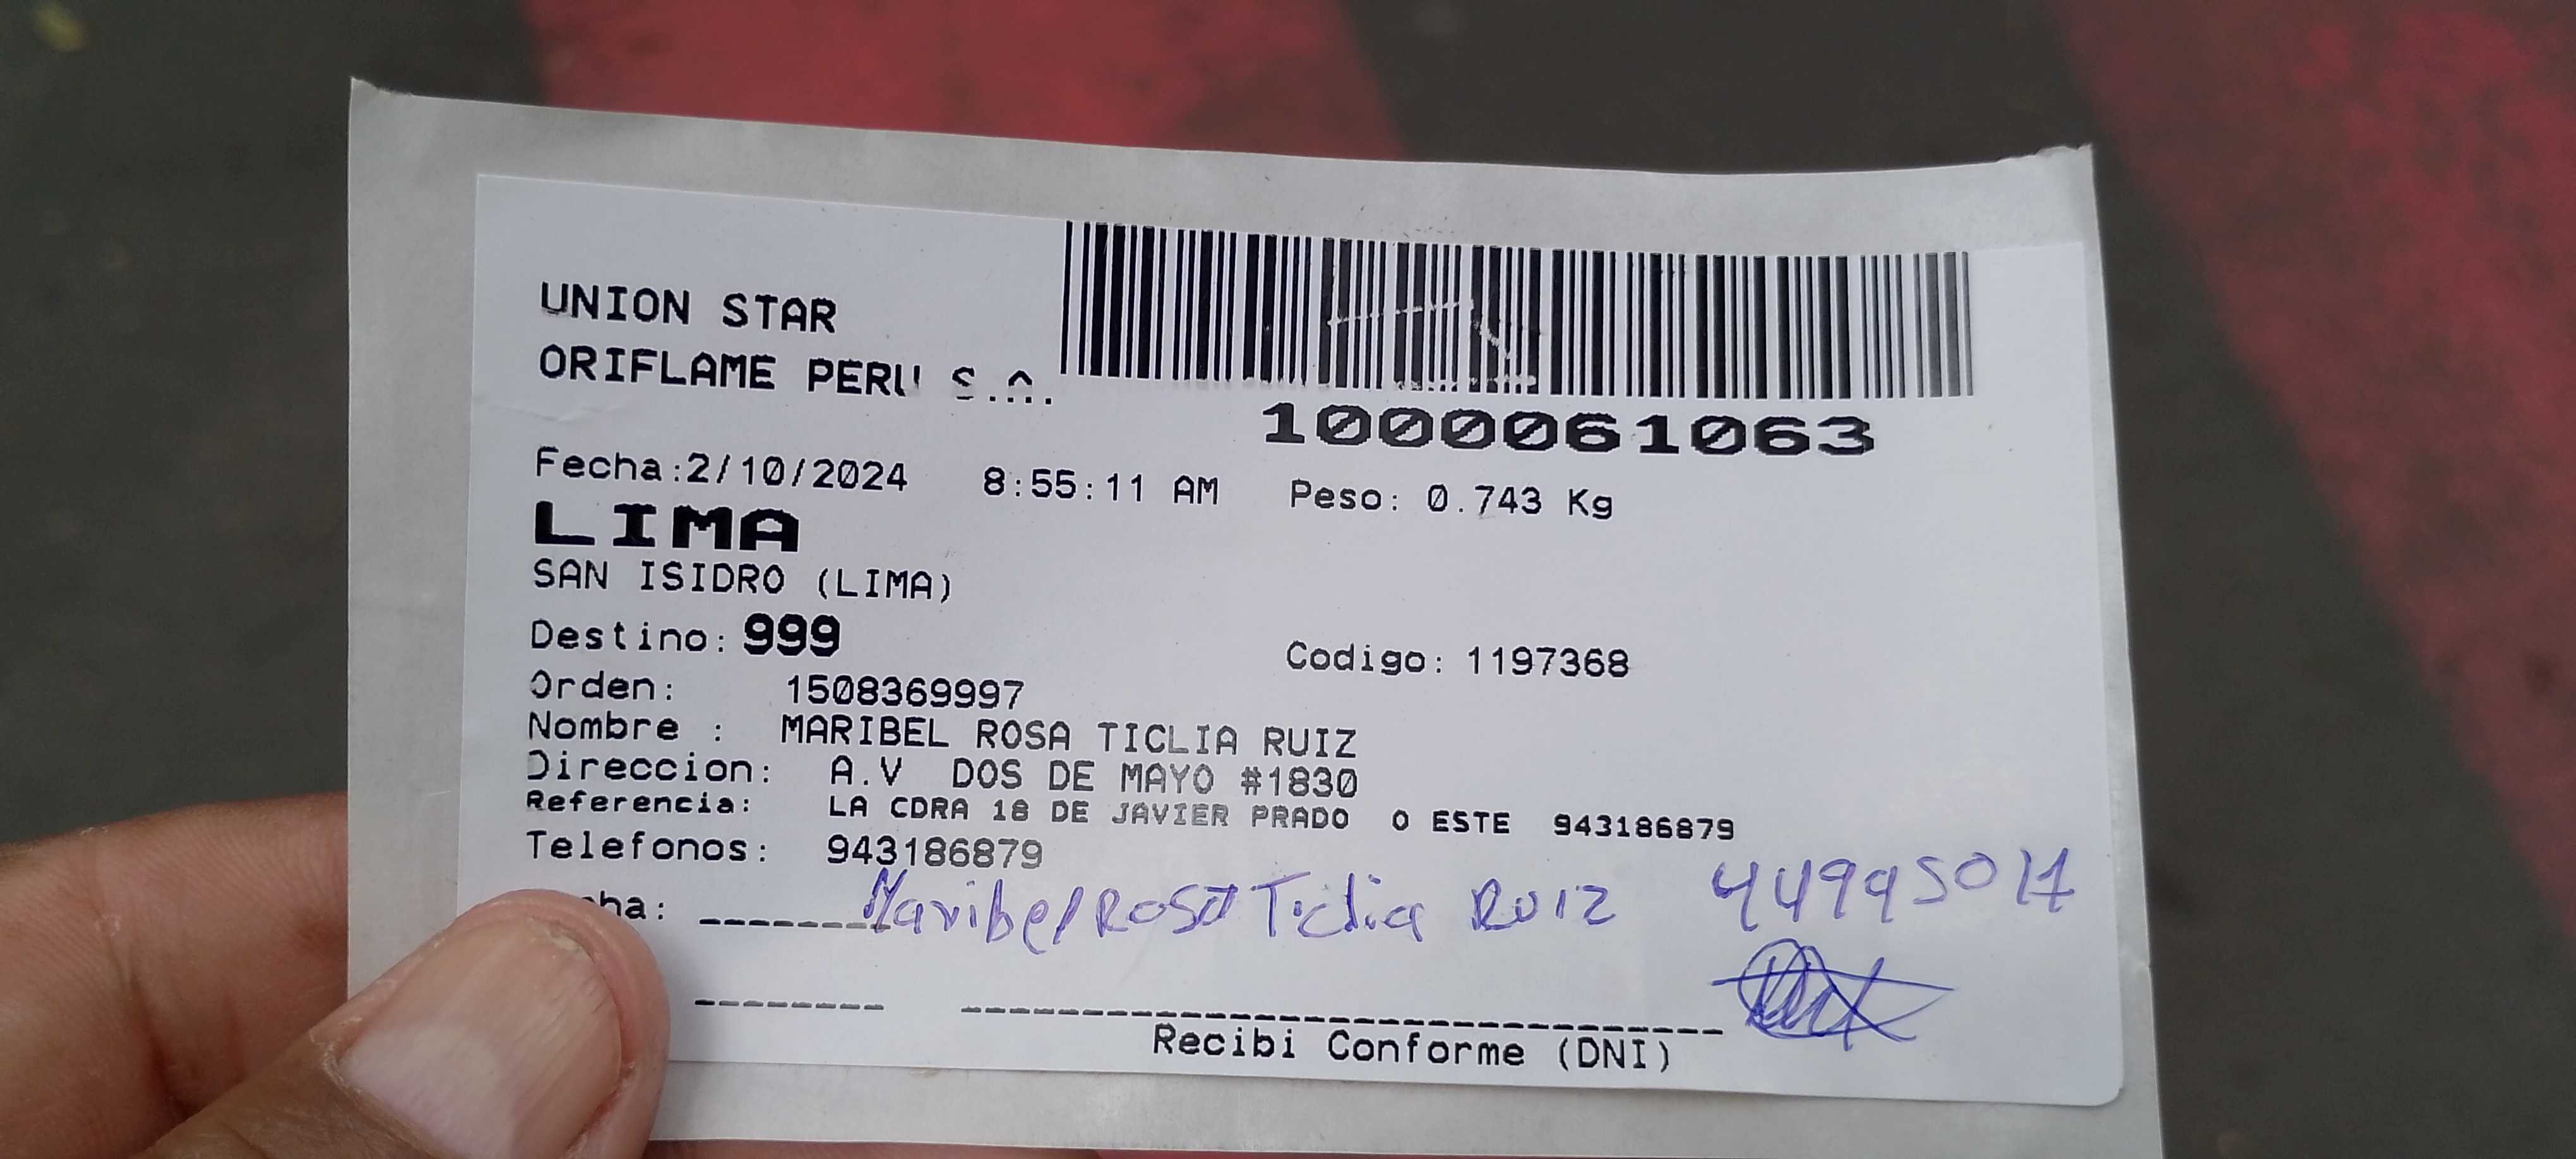 UNION STAR
ORIFLAME PERU S.A.
1000061063
Fecha:2/10/2024 8:55:11 AM Peso: 0.743 Kg
LIMA
SAN ISIDRO (LIMA)
Destino: 999 Codigo: 1197368
Orden: 1508369997
Nombre : MARIBEL ROSA TICLIA RUIZ
Direccion: A.V DOS DE MAYO #1830
Referencia: LA CDRA 18 DE JAVIER PRADO O ESTE 943186879
Telefonos: 943186879
ha: Maribel Rosa Ticlia Ruiz
Recibi Conforme (DNI)